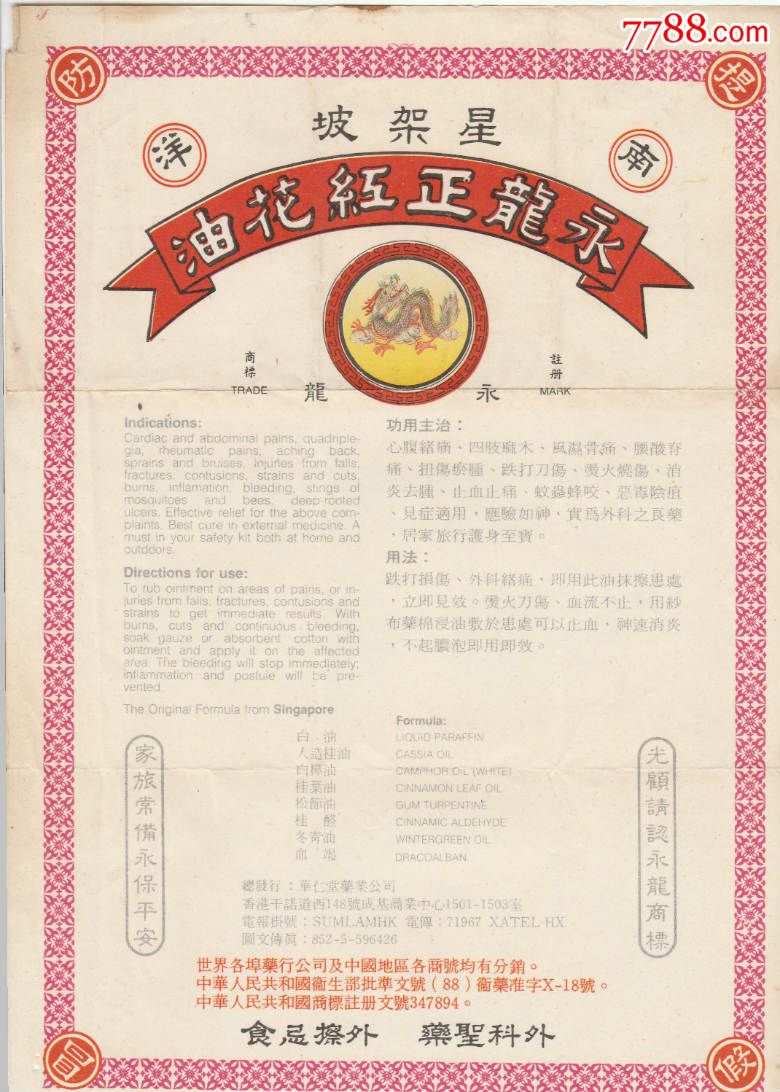 7788.com
提
防
假
冒
星架坡
南
洋
永龍正紅花油
商標
TRADE
永龍
註册
MARK
Indications:
Cardiac and abdominal pains, quadriple-
gia, rheumatic pains, aching back,
sprains and bruises, injuries from falls,
fractures, contusions, strains and cuts,
burns, inflamation, bleeding, stings of
mosquitoes and bees, deep-rooted
ulcers. Effective relief for the above com-
plaints. Best cure in external medicine. A
must in your safety kit both at home and
outdoors.
Directions for use:
To rub ointment on areas of pains, or in-
juries from falls, fractures, contusions and
strains to get immediate results. With
burns, cuts and continuous bleeding,
soak gauze or absorbent cotton with
ointment and apply it on the affected
area. The bleeding will stop immediately;
inflammation and postule will be pre-
vented.
The Original Formula from Singapore
功用主治：
心腹緒痛、四肢麻木、風濕骨痛、腰酸脊
痛、扭傷瘀腫、跌打刀傷、燙火燒傷、消
炎去腫、止血止痛、蚊蟲蜂咬、惡毒陰疽
、見症適用，應驗如神，實爲外科之良藥
，居家旅行護身至寶。
用法：
跌打損傷、外科緒痛，即用此油抹擦患處
，立即見效。燙火刀傷、血流不止，用紗
布藥棉浸油敷於患處可以止血，神速消炎
，不起膿泡即用即效。
Formula:
白油 LIQUID PARAFFIN
人造桂油 CASSIA OIL
白樟油 CAMPHOR OIL (WHITE)
桂葉油 CINNAMON LEAF OIL
松節油 GUM TURPENTINE
桂醛 CINNAMIC ALDEHYDE
冬青油 WINTERGREEN OIL
血竭 DRACOALBAN
光顧請認永龍商標
家旅常備永保平安
總發行：華仁堂藥業公司
香港干諾道西148號成基商業中心1501-1503室
電報掛號：SUMLAMHK 電傳：71967 XATEL HX
圖文傳眞：852-5-596426
世界各埠藥行公司及中國地區各商號均有分銷。
中華人民共和國衞生部批準文號（88）衞藥准字X-18號。
中華人民共和國商標註册文號347894。
外科聖藥 外擦忌食